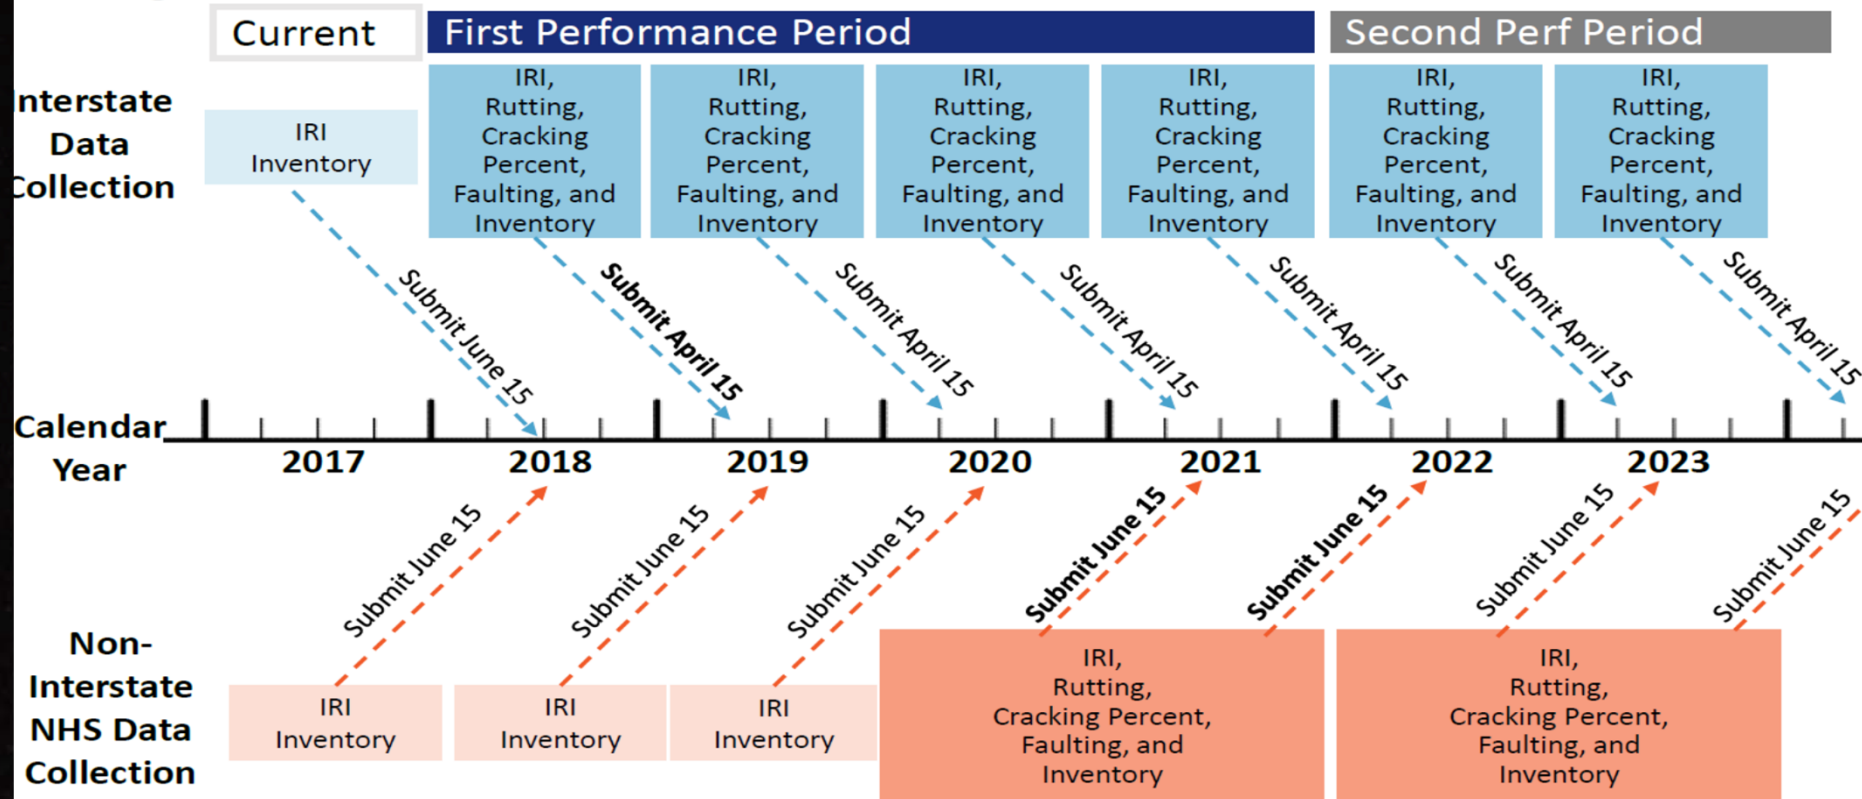 Current
First Performance Period
Second Perf Period
Interstate
Data
Collection
IRI
Inventory
IRI,
Rutting,
Cracking
Percent,
Faulting, and
Inventory
IRI,
Rutting,
Cracking
Percent,
Faulting, and
Inventory
IRI,
Rutting,
Cracking
Percent,
Faulting, and
Inventory
IRI,
Rutting,
Cracking
Percent,
Faulting, and
Inventory
IRI,
Rutting,
Cracking
Percent,
Faulting, and
Inventory
IRI,
Rutting,
Cracking
Percent,
Faulting, and
Inventory
Submit June 15
Submit April 15
Submit April 15
Submit April 15
Submit April 15
Submit April 15
Submit April 15
Calendar
Year
2017
2018
2019
2020
2021
2022
2023
Submit June 15
Submit June 15
Submit June 15
Submit June 15
Submit June 15
Submit June 15
Submit June 15
Non-
Interstate
NHS Data
Collection
IRI
Inventory
IRI
Inventory
IRI
Inventory
IRI,
Rutting,
Cracking Percent,
Faulting, and
Inventory
IRI,
Rutting,
Cracking Percent,
Faulting, and
Inventory